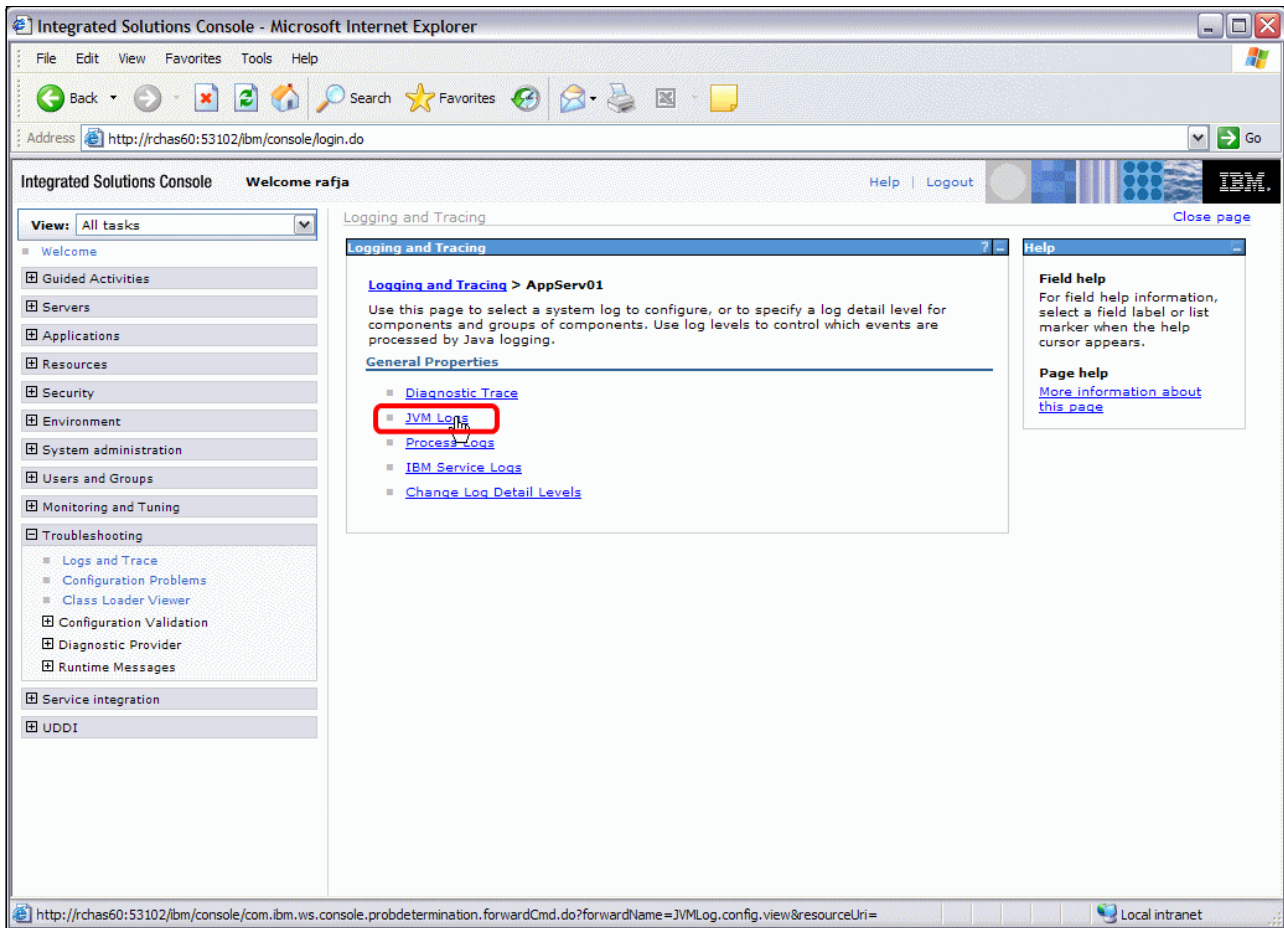 Integrated Solutions Console - Microsoft Internet Explorer
File Edit View Favorites Tools Help
Back Search Favorites
Address http://rchas60:53102/ibm/console/login.do Go
Integrated Solutions Console Welcome rafja Help | Logout IBM.
View: All tasks
Welcome
Guided Activities
Servers
Applications
Resources
Security
Environment
System administration
Users and Groups
Monitoring and Tuning
Troubleshooting
Logs and Trace
Configuration Problems
Class Loader Viewer
Configuration Validation
Diagnostic Provider
Runtime Messages
Service integration
UDDI
Logging and Tracing Close page
Logging and Tracing ?
Logging and Tracing > AppServ01
Use this page to select a system log to configure, or to specify a log detail level for
components and groups of components. Use log levels to control which events are
processed by Java logging.
General Properties
Diagnostic Trace
JVM Logs
Process Logs
IBM Service Logs
Change Log Detail Levels
Help
Field help
For field help information,
select a field label or list
marker when the help
cursor appears.
Page help
More information about
this page
http://rchas60:53102/ibm/console/com.ibm.ws.console.probdetermination.forwardCmd.do?forwardName=JVMLog.config.view&resourceUri= Local intranet